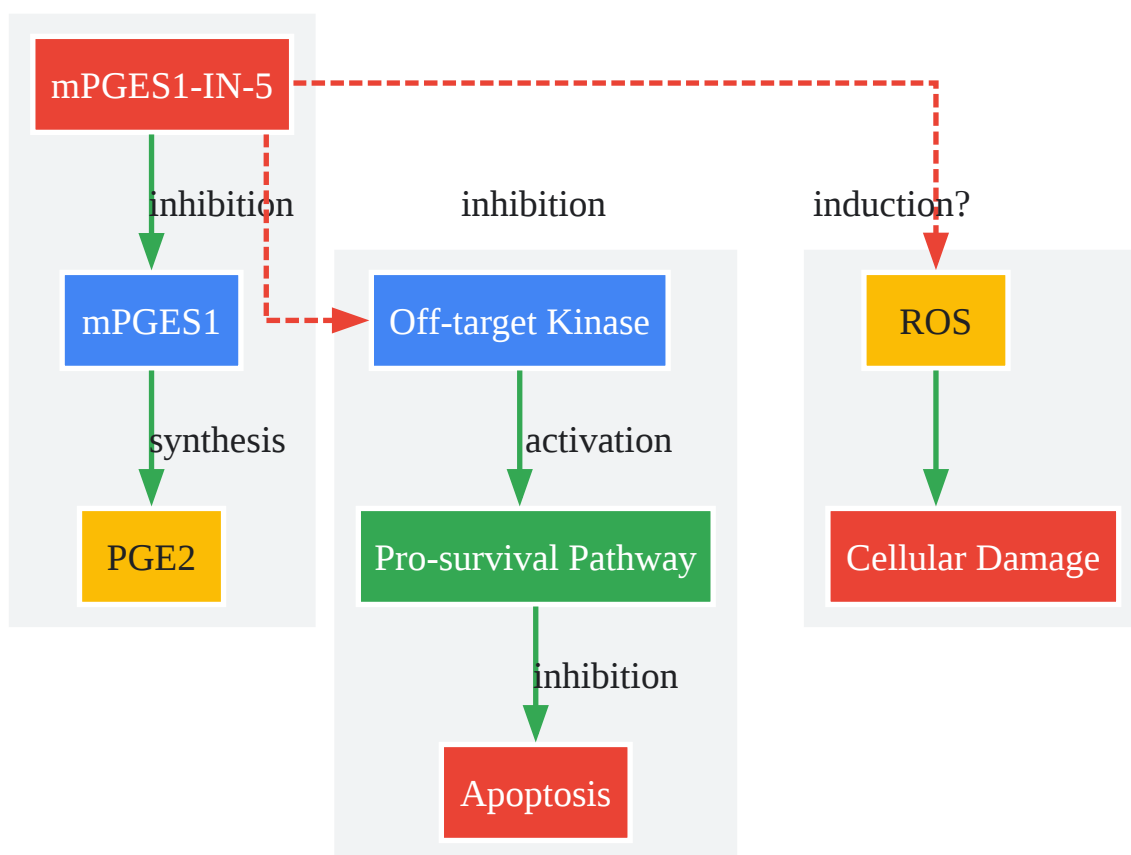 mPGES1-IN-5
inhibition
inhibition
induction?
mPGES1
Off-target Kinase
ROS
synthesis
activation
PGE2
Pro-survival Pathway
Cellular Damage
inhibition
Apoptosis